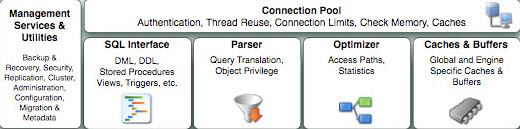 Management
Services &
Utilities
Backup &
Recovery, Security,
Replication, Cluster,
Administration,
Configuration,
Migration &
Metadata
Connection Pool
Authentication, Thread Reuse, Connection Limits, Check Memory, Caches
SQL Interface
DML, DDL,
Stored Procedures
Views, Triggers, etc.
Parser
Query Translation,
Object Privilege
Optimizer
Access Paths,
Statistics
Caches & Buffers
Global and Engine
Specific Caches &
Buffers